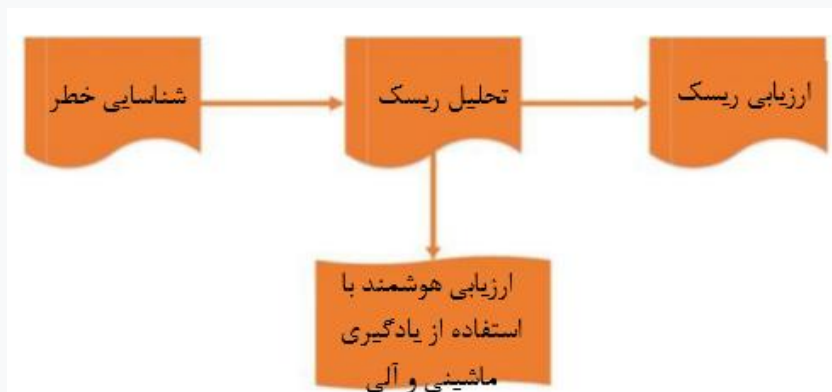 شناسایی خطر
تحلیل ریسک
ارزیابی ریسک
ارزیابی هوشمند با
استفاده از یادگیری
ماشینی و آلی